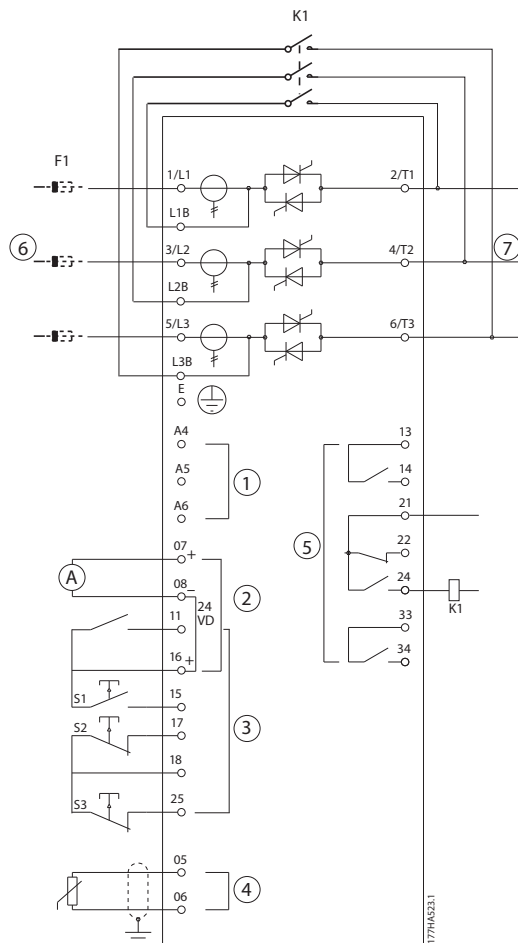 K1
F1
1/L1
2/T1
L1B
6
3/L2
4/T2
7
L2B
5/L3
6/T3
L3B
E
A4
13
A5
1
14
A6
21
07 +
5
22
A
2
08 –
24
24
VD
K1
11
33
16 +
34
S1
15
3
S2
17
18
S3
25
05
4
06
177HA523.1